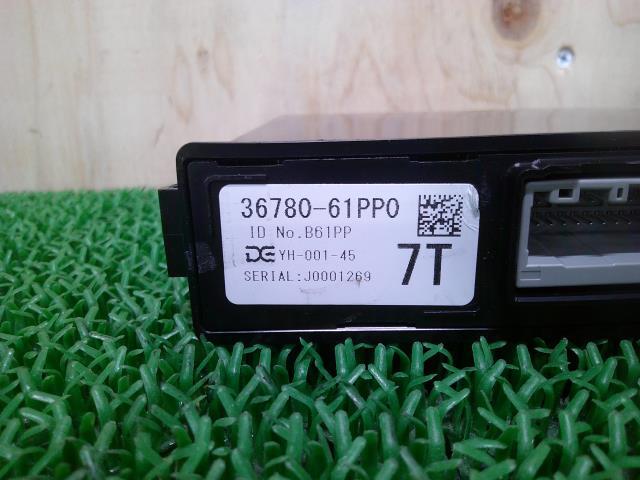 36780-61PP0
ID No.B61PP
YH-001-45
SERIAL:J0001269
7T